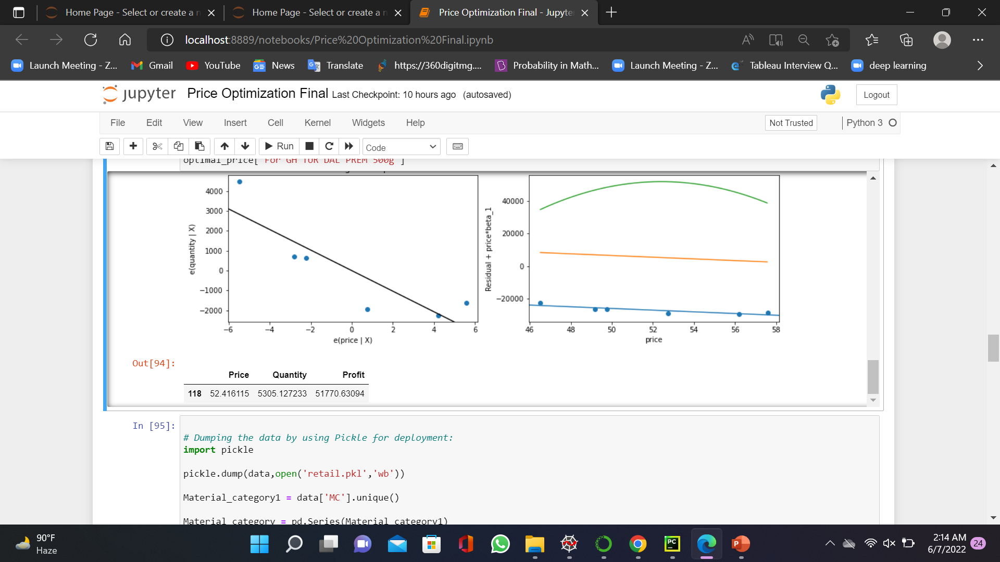 Home Page - Select or create a n
Home Page - Select or create a n
Price Optimization Final - Jupyte
localhost:8889/notebooks/Price%20Optimization%20Final.ipynb
Launch Meeting - Z...
Gmail
YouTube
News
Translate
https://360digitmg....
Probability in Math...
Launch Meeting - Z...
Tableau Interview Q...
deep learning
jupyter Price Optimization Final Last Checkpoint: 10 hours ago (autosaved)
Logout
File Edit View Insert Cell Kernel Widgets Help
Not Trusted
Python 3
Run
Code
optimal_price[ For GH TUR DAL PREM 500g ]
4000
3000
2000
1000
0
−1000
−2000
e(quantity | X)
−6 −4 −2 0 2 4 6
e(price | X)
40000
20000
0
−20000
Residual + price*beta_1
46 48 50 52 54 56 58
price
Out[94]:
Price Quantity Profit
118 52.416115 5305.127233 51770.63094
In [95]:
# Dumping the data by using Pickle for deployment:
import pickle
pickle.dump(data,open('retail.pkl','wb'))
Material_category1 = data['MC'].unique()
Material_category = pd.Series(Material_category1)
90°F
Haze
PC
P
2:14 AM
6/7/2022
24